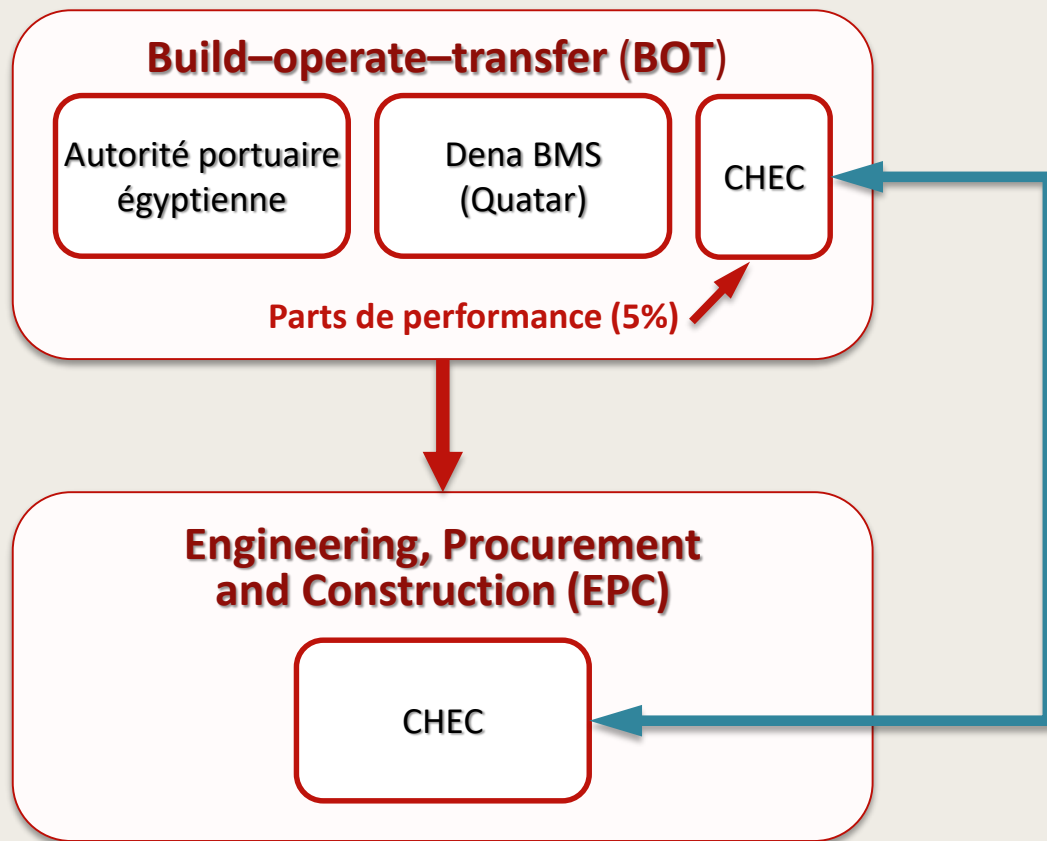 Build–operate–transfer (BOT)
Autorité portuaire
égyptienne
Dena BMS
(Quatar)
CHEC
Parts de performance (5%)
Engineering, Procurement
and Construction (EPC)
CHEC